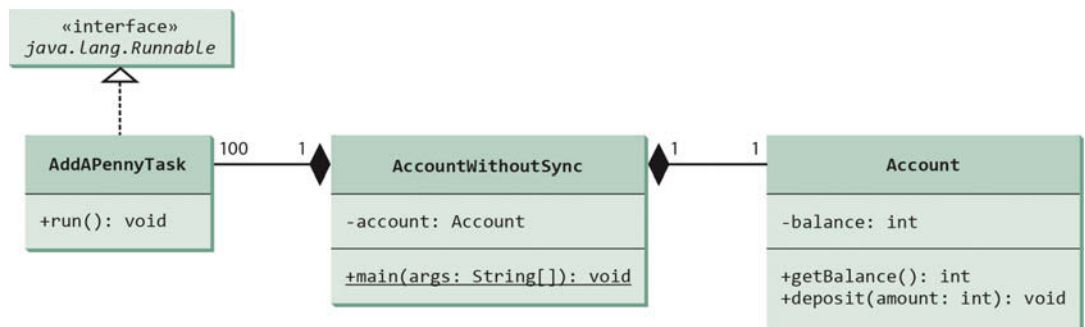 «interface»
java.lang.Runnable
AddAPennyTask
+run(): void
100
1
AccountWithoutSync
-account: Account
+main(args: String[]): void
1
1
Account
-balance: int
+getBalance(): int
+deposit(amount: int): void